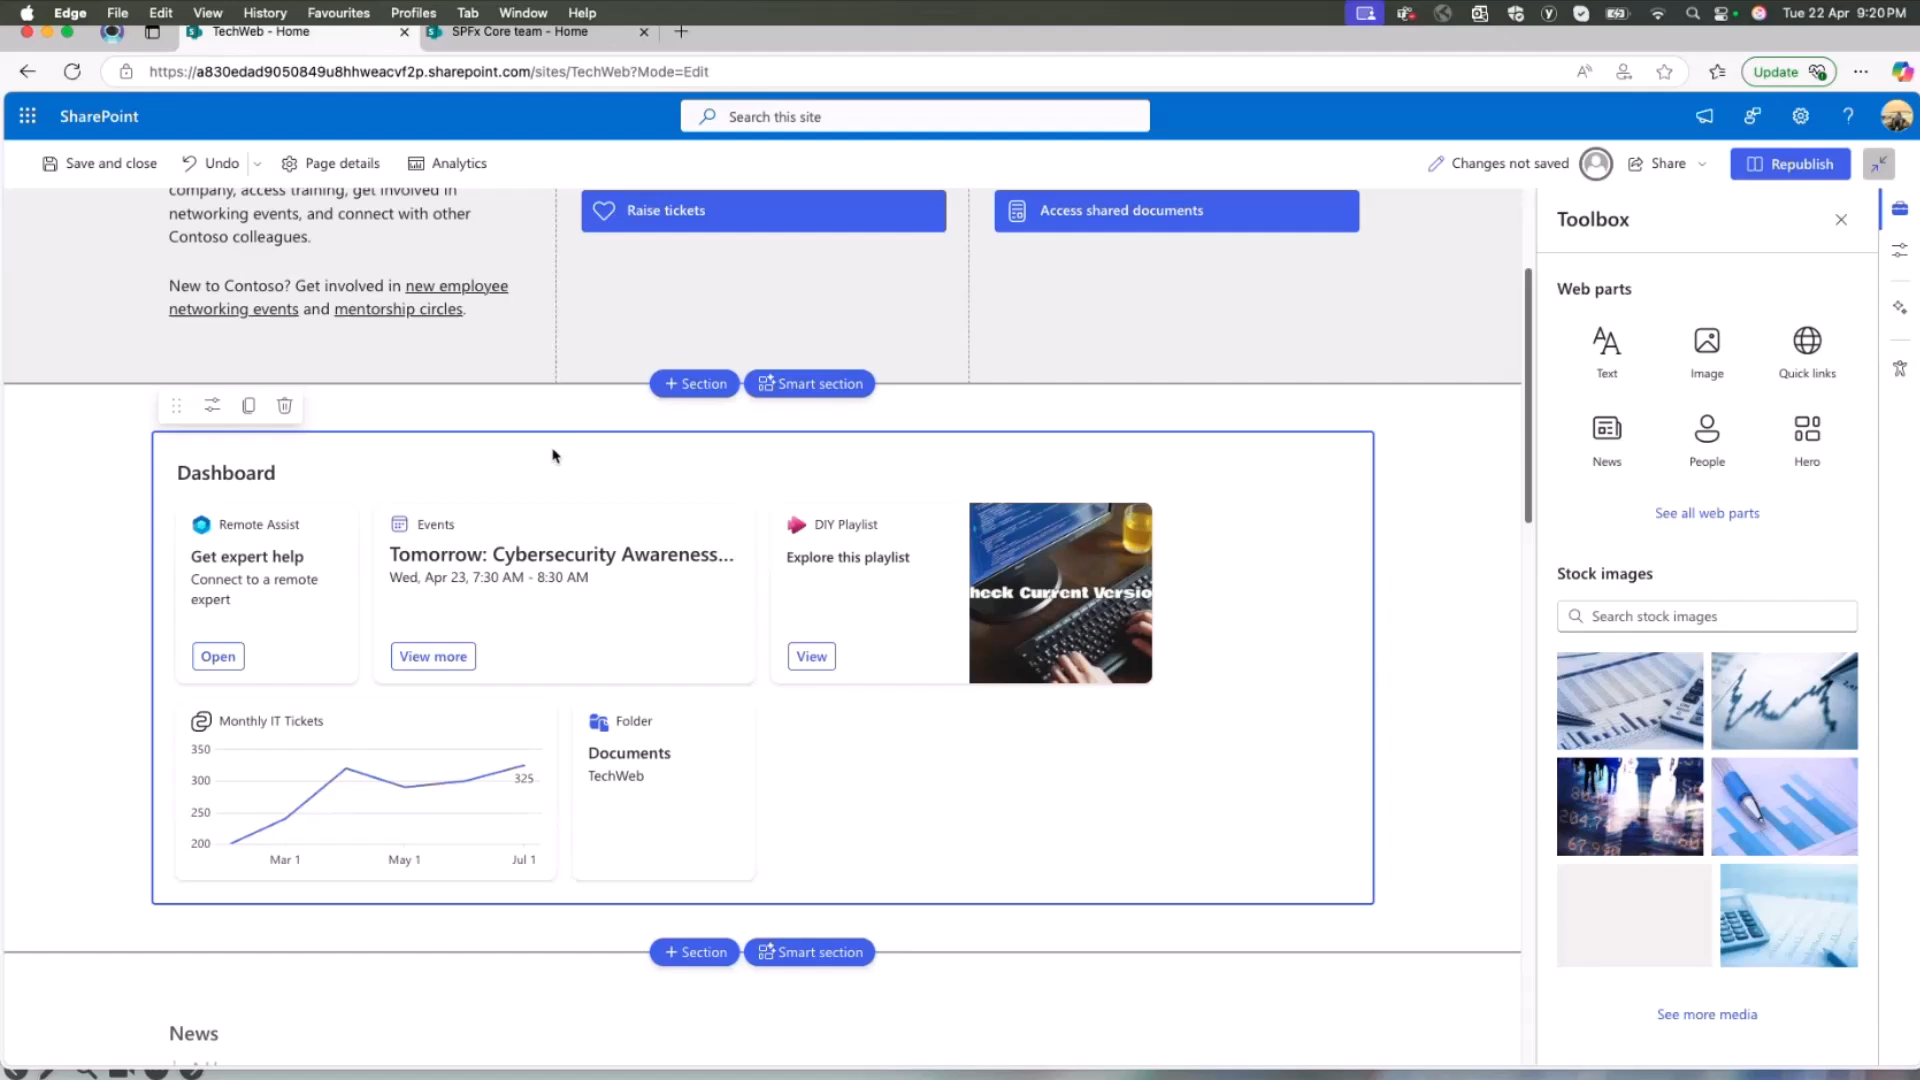 Edge File Edit View History Favourites Profiles Tab Window Help Tue 22 Apr 9:20 PM
TechWeb - Home
SPFx Core team - Home
https://a830edad9050849u8hhweacvf2p.sharepoint.com/sites/TechWeb?Mode=Edit
Update
SharePoint
Search this site
Save and close
Undo
Page details
Analytics
Changes not saved
Share
Republish
company, access training, get involved in
networking events, and connect with other
Contoso colleagues.
New to Contoso? Get involved in new employee
networking events and mentorship circles.
Raise tickets
Access shared documents
+ Section
Smart section
Dashboard
Remote Assist
Get expert help
Connect to a remote
expert
Open
Events
Tomorrow: Cybersecurity Awareness...
Wed, Apr 23, 7:30 AM - 8:30 AM
View more
DIY Playlist
Explore this playlist
View
heck Current Versio
Monthly IT Tickets
350
300
250
200
325
Mar 1
May 1
Jul 1
Folder
Documents
TechWeb
+ Section
Smart section
News
Toolbox
Web parts
Text
Image
Quick links
News
People
Hero
See all web parts
Stock images
Search stock images
See more media